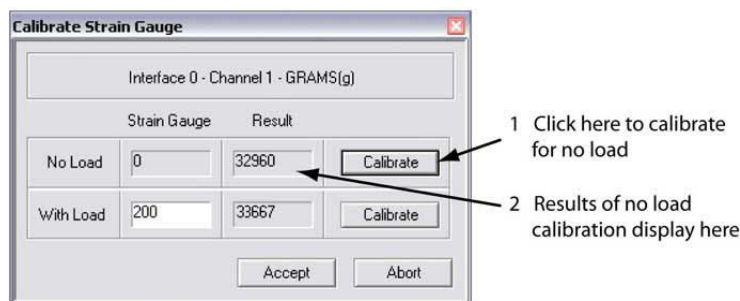 Calibrate Strain Gauge
Interface 0 - Channel 1 - GRAMS(g)
Strain Gauge Result
No Load 0 32960 Calibrate
With Load 200 33667 Calibrate
Accept Abort
1 Click here to calibrate
for no load
2 Results of no load
calibration display here